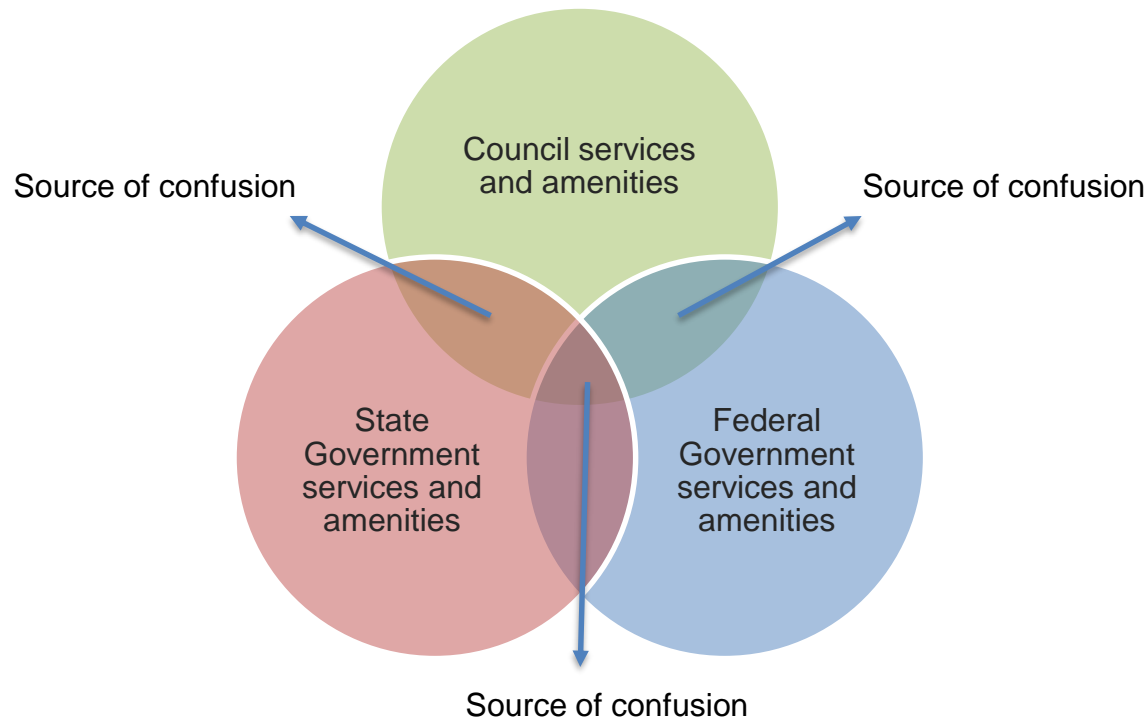 Council services
and amenities
Source of confusion
Source of confusion
State
Government
services and
amenities
Federal
Government
services and
amenities
Source of confusion